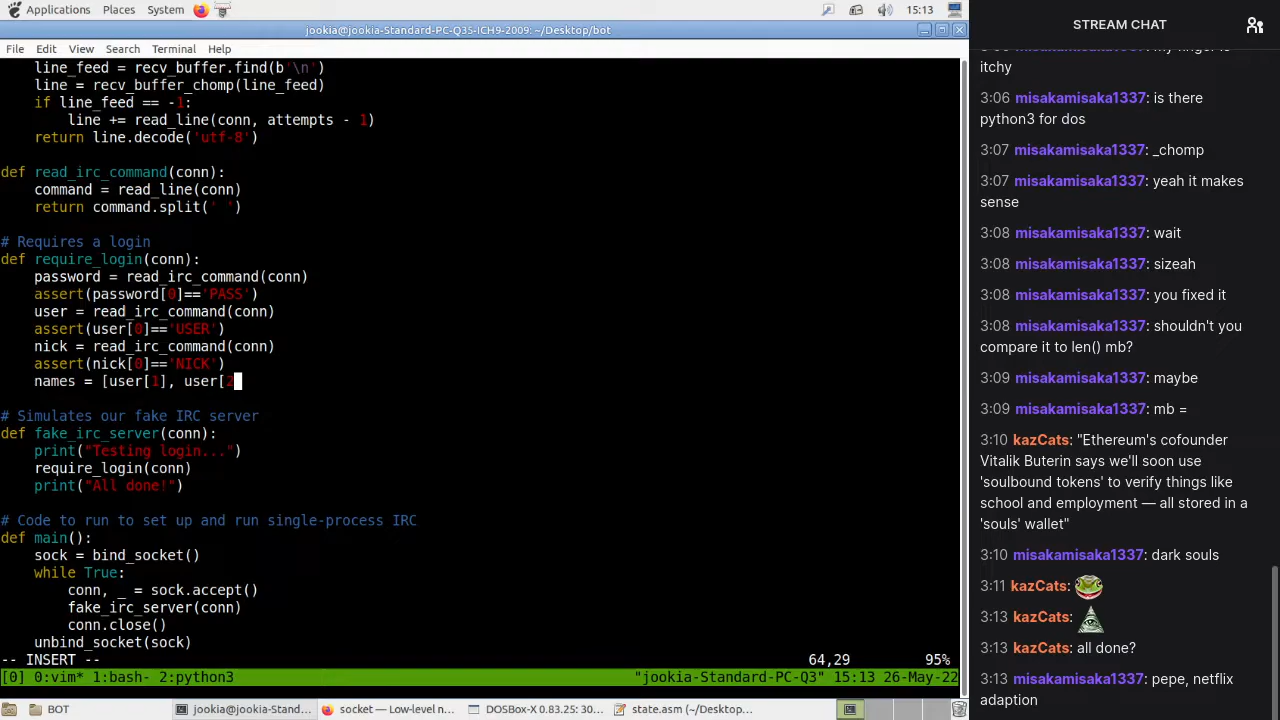 Applications Places System 15:13
jookia@jookia-Standard-PC-Q35-ICH9-2009: ~/Desktop/bot
File Edit View Search Terminal Help
    line_feed = recv_buffer.find(b'\n')
    line = recv_buffer_chomp(line_feed)
    if line_feed == -1:
        line += read_line(conn, attempts - 1)
    return line.decode('utf-8')
def read_irc_command(conn):
    command = read_line(conn)
    return command.split(' ')
# Requires a login
def require_login(conn):
    password = read_irc_command(conn)
    assert(password[0]=='PASS')
    user = read_irc_command(conn)
    assert(user[0]=='USER')
    nick = read_irc_command(conn)
    assert(nick[0]=='NICK')
    names = [user[1], user[2
# Simulates our fake IRC server
def fake_irc_server(conn):
    print("Testing login...")
    require_login(conn)
    print("All done!")
# Code to run to set up and run single-process IRC
def main():
    sock = bind_socket()
    while True:
        conn, _ = sock.accept()
        fake_irc_server(conn)
        conn.close()
    unbind_socket(sock)
-- INSERT -- 64,29 95%
[0] 0:vim* 1:bash- 2:python3 "jookia-Standard-PC-Q3" 15:13 26-May-22
BOT jookia@jookia-Stand... socket — Low-level n... DOSBox-X 0.83.25: 30... state.asm (~/Desktop...
STREAM CHAT
itchy
3:06 misakamisaka1337: is there
python3 for dos
3:07 misakamisaka1337: _chomp
3:07 misakamisaka1337: yeah it makes
sense
3:08 misakamisaka1337: wait
3:08 misakamisaka1337: sizeah
3:08 misakamisaka1337: you fixed it
3:08 misakamisaka1337: shouldn't you
compare it to len() mb?
3:09 misakamisaka1337: maybe
3:09 misakamisaka1337: mb =
3:10 kazCats: "Ethereum's cofounder
Vitalik Buterin says we'll soon use
'soulbound tokens' to verify things like
school and employment — all stored in a
'souls' wallet"
3:10 misakamisaka1337: dark souls
3:11 kazCats:
3:13 kazCats:
3:13 kazCats: all done?
3:13 misakamisaka1337: pepe, netflix
adaption